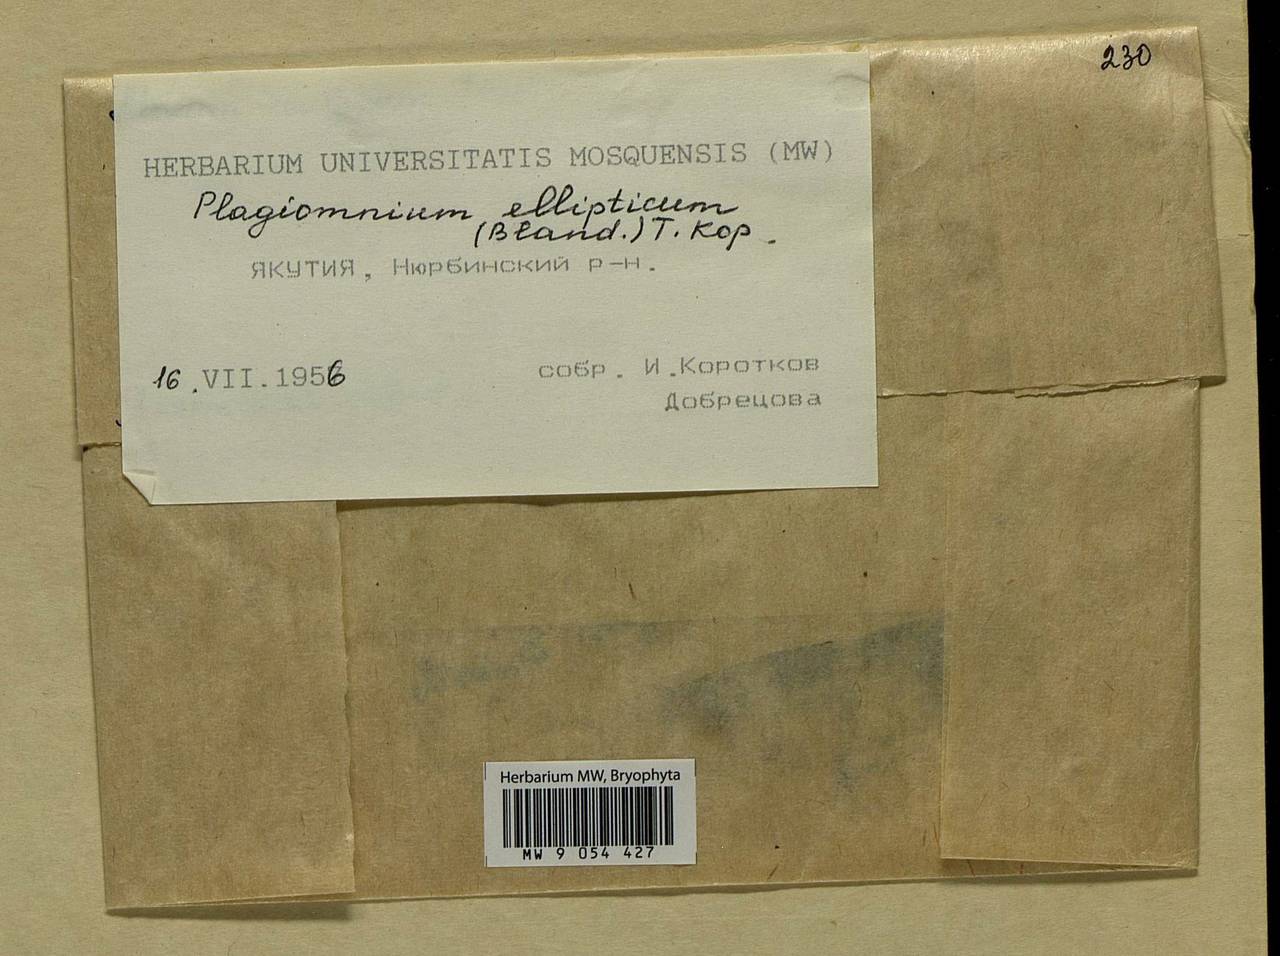 230
HERBARIUM UNIVERSITATIS MOSQUENSIS (MW)
Plagiomnium ellipticum
(Bland.) T. Kop.
ЯКУТИЯ, Нюрбинский р-н.
16.VII.1956
собр. И.Коротков
Добрецова
Herbarium MW, Bryophyta
MW 9 054 427